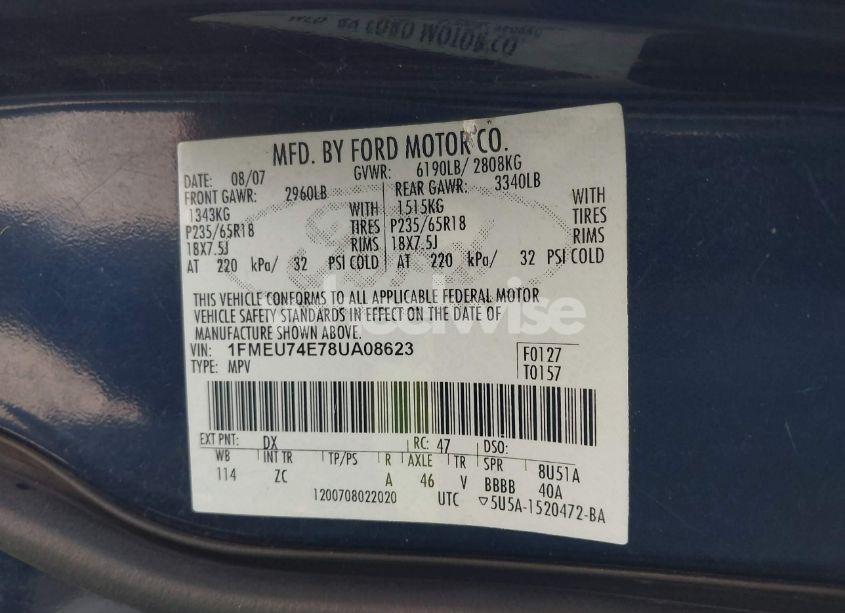 MFD. BY FORD MOTOR CO.
DATE: 08/07 GVWR: 6190LB/ 2808KG
FRONT GAWR: 2960LB REAR GAWR: 3340LB
1343KG WITH 1515KG WITH
P235/65R18 TIRES P235/65R18 TIRES
18X7.5J RIMS 18X7.5J RIMS
AT 220 kPa/ 32 PSI COLD AT 220 kPa/ 32 PSI COLD
THIS VEHICLE CONFORMS TO ALL APPLICABLE FEDERAL MOTOR
VEHICLE SAFETY STANDARDS IN EFFECT ON THE DATE OF
MANUFACTURE SHOWN ABOVE.
VIN: 1FMEU74E78UA08623 F0127
TYPE: MPV T0157
EXT PNT: DX RC: 47 DSO:
WB INT TR TP/PS R AXLE TR SPR 8U51A
114 ZC A 46 V BBBB 40A
1200708022020 UTC ▽5U5A-1520472-BA